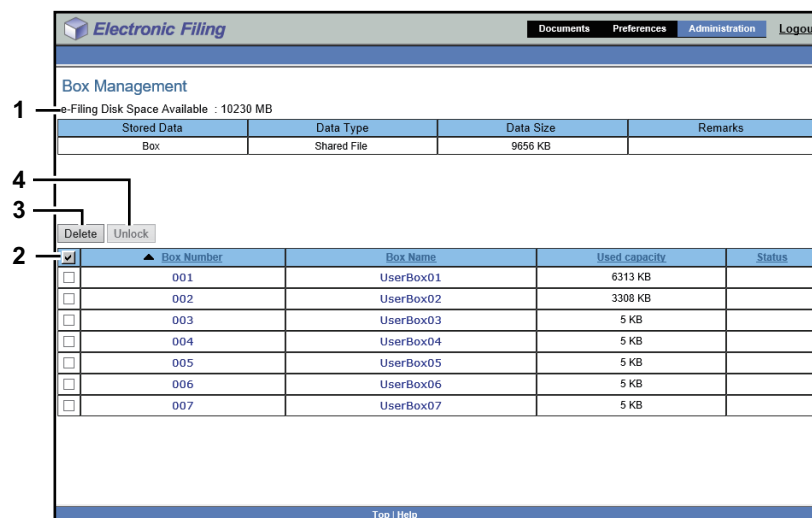 Electronic Filing
Documents Preferences Administration Logou
Box Management
1 e-Filing Disk Space Available : 10230 MB
Stored Data Data Type Data Size Remarks
Box Shared File 9656 KB
4
3
Delete Unlock
2 Box Number Box Name Used capacity Status
001 UserBox01 6313 KB
002 UserBox02 3308 KB
003 UserBox03 5 KB
004 UserBox04 5 KB
005 UserBox05 5 KB
006 UserBox06 5 KB
007 UserBox07 5 KB
Top | Help